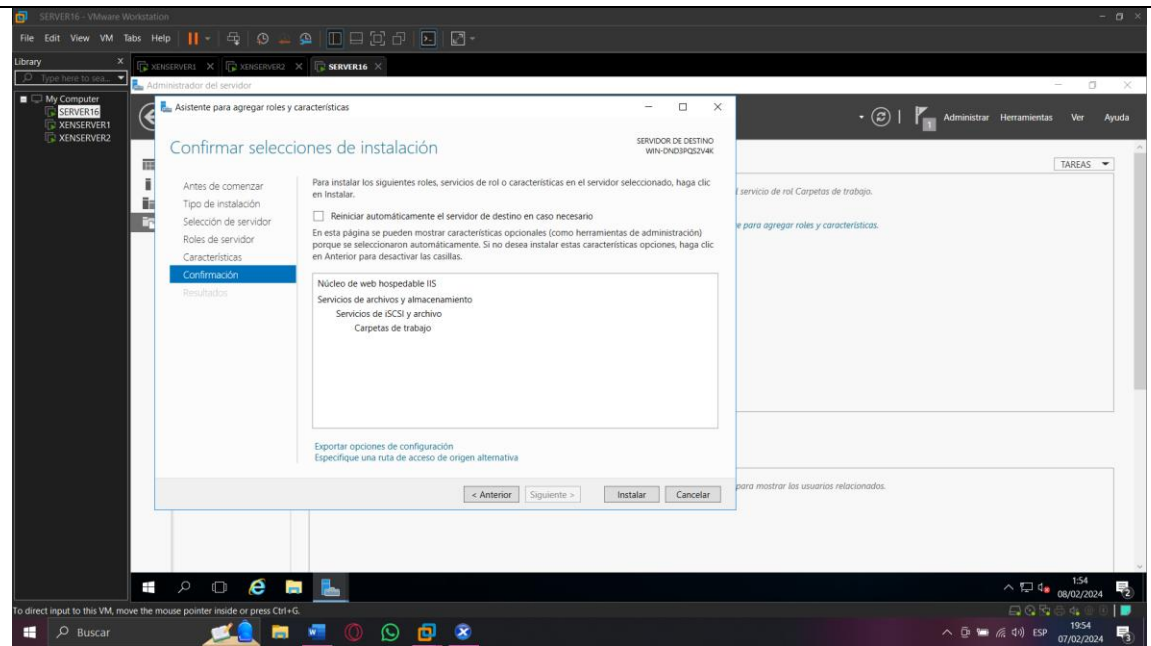 SERVER16 - VMware Workstation
File Edit View VM Tabs Help
Library X
Type here to sea...
XENSERVER1 X XENSERVER2 X SERVER16 X
My Computer
SERVER16
XENSERVER1
XENSERVER2
Administrador del servidor
Administrar Herramientas Ver Ayuda
1
TAREAS
l servicio de rol Carpetas de trabajo.
e para agregar roles y características.
para mostrar los usuarios relacionados.
Asistente para agregar roles y características
Confirmar selecciones de instalación
SERVIDOR DE DESTINO
WIN-DND3PQS2V4K
Antes de comenzar
Tipo de instalación
Selección de servidor
Roles de servidor
Características
Confirmación
Resultados
Para instalar los siguientes roles, servicios de rol o características en el servidor seleccionado, haga clic
en Instalar.
Reiniciar automáticamente el servidor de destino en caso necesario
En esta página se pueden mostrar características opcionales (como herramientas de administración)
porque se seleccionaron automáticamente. Si no desea instalar estas características opciones, haga clic
en Anterior para desactivar las casillas.
Núcleo de web hospedable IIS
Servicios de archivos y almacenamiento
Servicios de iSCSI y archivo
Carpetas de trabajo
Exportar opciones de configuración
Especifique una ruta de acceso de origen alternativa
< Anterior Siguiente > Instalar Cancelar
1:54
08/02/2024
2
To direct input to this VM, move the mouse pointer inside or press Ctrl+G.
Buscar
ESP
19:54
07/02/2024
3